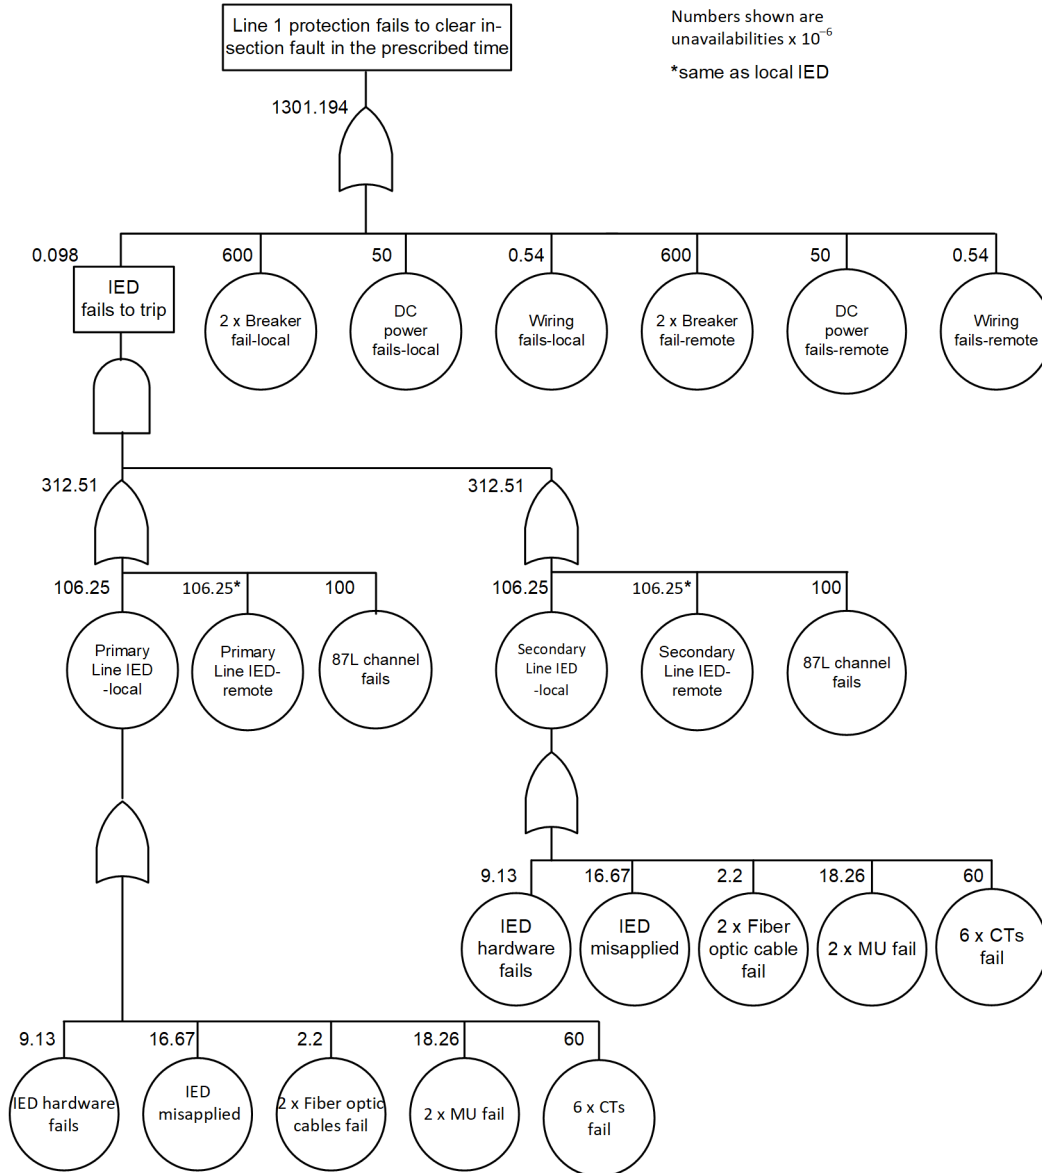 Line 1 protection fails to clear in-
section fault in the prescribed time
Numbers shown are
unavailabilities x 10⁻⁶
*same as local IED
1301.194
0.098
600
50
0.54
600
50
0.54
IED
fails to trip
2 x Breaker
fail-local
DC
power
fails-local
Wiring
fails-local
2 x Breaker
fail-remote
DC
power
fails-remote
Wiring
fails-remote
312.51
312.51
106.25
106.25*
100
106.25
106.25*
100
Primary
Line IED
-local
Primary
Line IED-
remote
87L channel
fails
Secondary
Line IED
-local
Secondary
Line IED-
remote
87L channel
fails
9.13
16.67
2.2
18.26
60
IED
hardware
fails
IED
misapplied
2 x Fiber
optic cable
fail
2 x MU fail
6 x CTs
fail
9.13
16.67
2.2
18.26
60
IED hardware
fails
IED
misapplied
2 x Fiber optic
cables fail
2 x MU fail
6 x CTs
fail